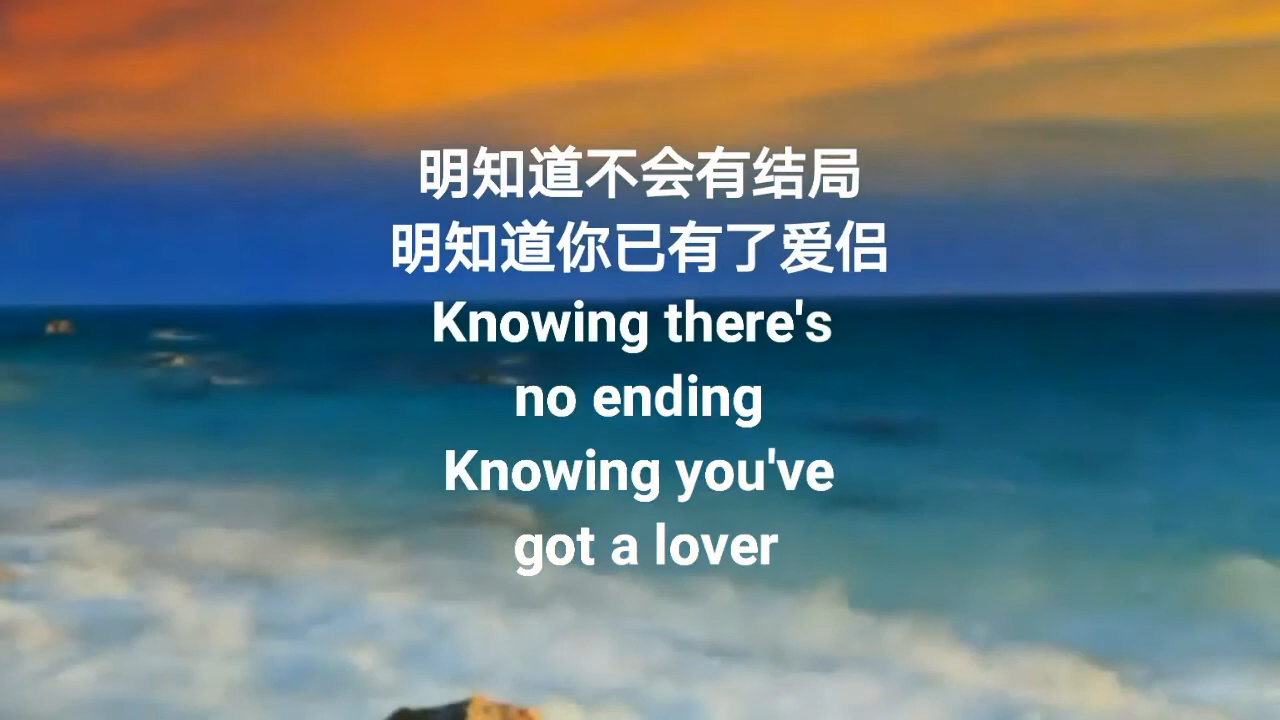 明知道不会有结局
明知道你已有了爱侣
Knowing there's
no ending
Knowing you've
got a lover